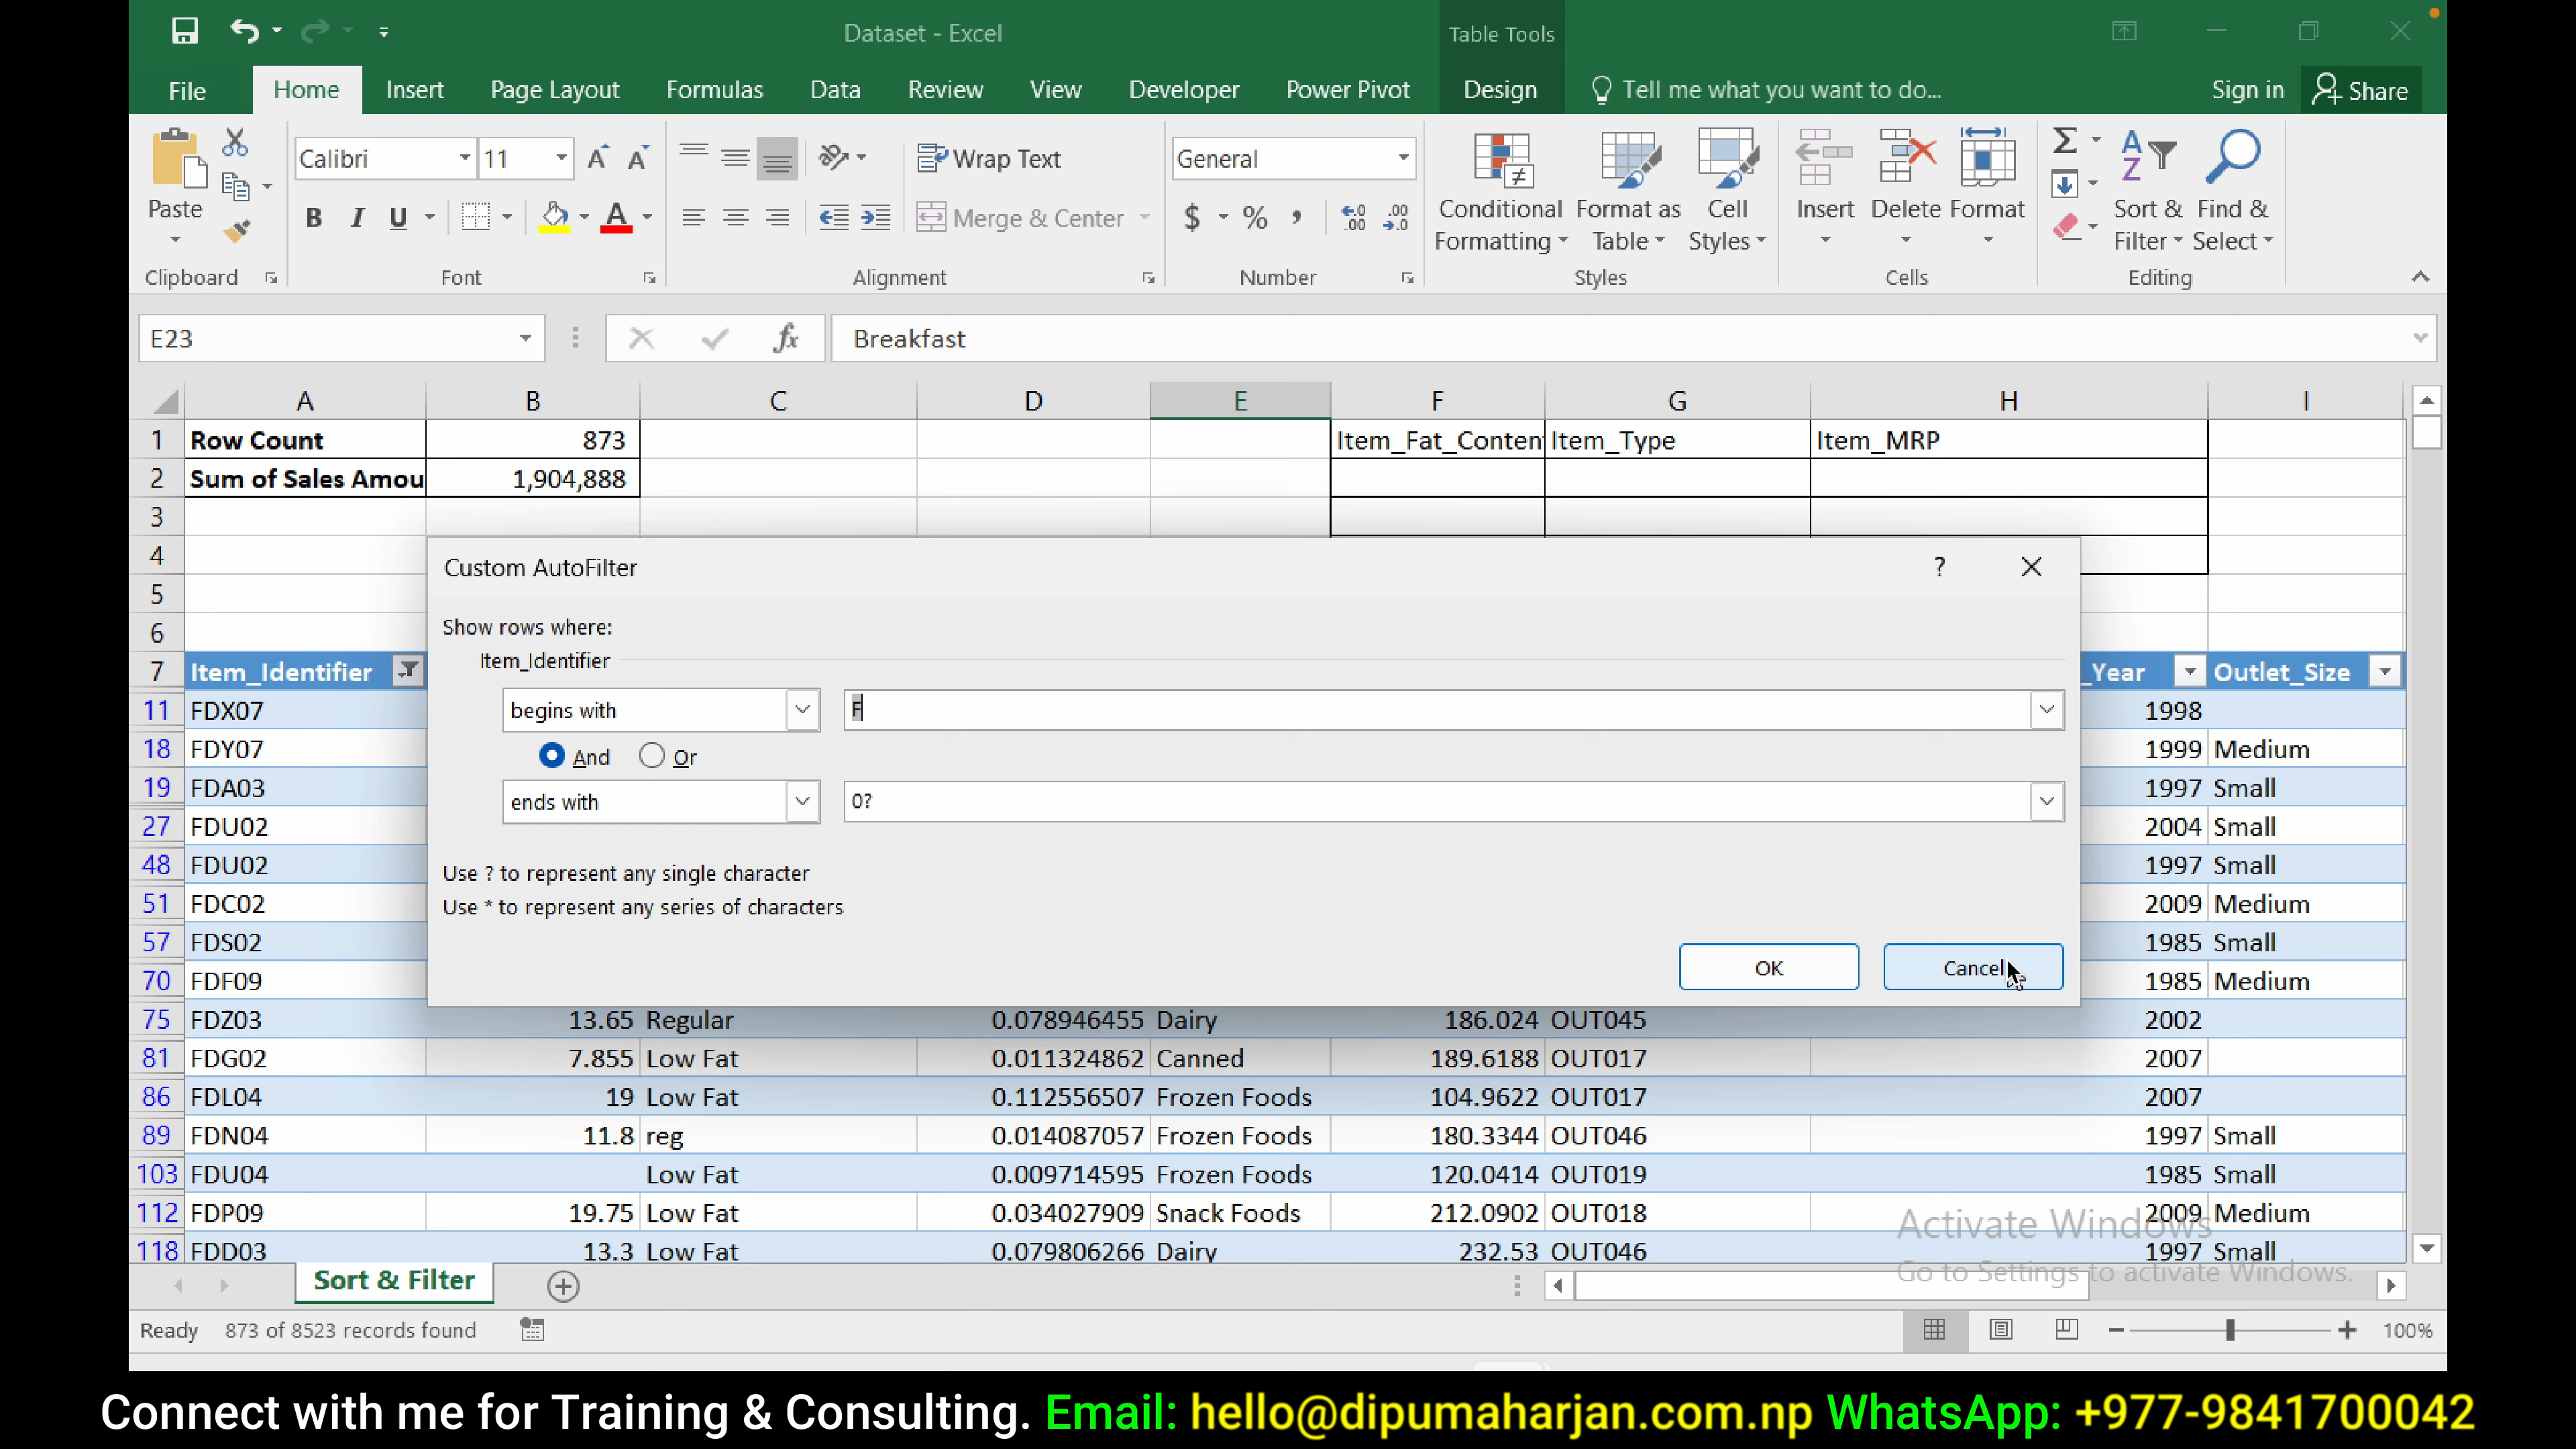 Dataset - Excel
Table Tools
File Home Insert Page Layout Formulas Data Review View Developer Power Pivot Design Tell me what you want to do... Sign in Share
Paste Calibri 11 Wrap Text General Conditional Formatting Format as Table Cell Styles Insert Delete Format Sort & Filter Find & Select
B I U A Merge & Center $ % ,
Clipboard Font Alignment Number Styles Cells Editing
E23 fx Breakfast
A B C D E F G H I
1 Row Count 873 Item_Fat_Conten Item_Type Item_MRP
2 Sum of Sales Amou 1,904,888
3
4
5
6
Custom AutoFilter ?
Show rows where:
Item_Identifier
begins with F
And Or
ends with 0?
Use ? to represent any single character
Use * to represent any series of characters
OK Cancel
7 Item_Identifier _Year Outlet_Size
11 FDX07 1998
18 FDY07 1999 Medium
19 FDA03 1997 Small
27 FDU02 2004 Small
48 FDU02 1997 Small
51 FDC02 2009 Medium
57 FDS02 1985 Small
70 FDF09 1985 Medium
75 FDZ03 13.65 Regular 0.078946455 Dairy 186.024 OUT045 2002
81 FDG02 7.855 Low Fat 0.011324862 Canned 189.6188 OUT017 2007
86 FDL04 19 Low Fat 0.112556507 Frozen Foods 104.9622 OUT017 2007
89 FDN04 11.8 reg 0.014087057 Frozen Foods 180.3344 OUT046 1997 Small
103 FDU04 Low Fat 0.009714595 Frozen Foods 120.0414 OUT019 1985 Small
112 FDP09 19.75 Low Fat 0.034027909 Snack Foods 212.0902 OUT018 2009 Medium
118 FDD03 13.3 Low Fat 0.079806266 Dairy 232.53 OUT046 1997 Small
Activate Windows
Go to Settings to activate Windows.
Sort & Filter
Ready 873 of 8523 records found 100%
Connect with me for Training & Consulting. Email: hello@dipumaharjan.com.np WhatsApp: +977-9841700042